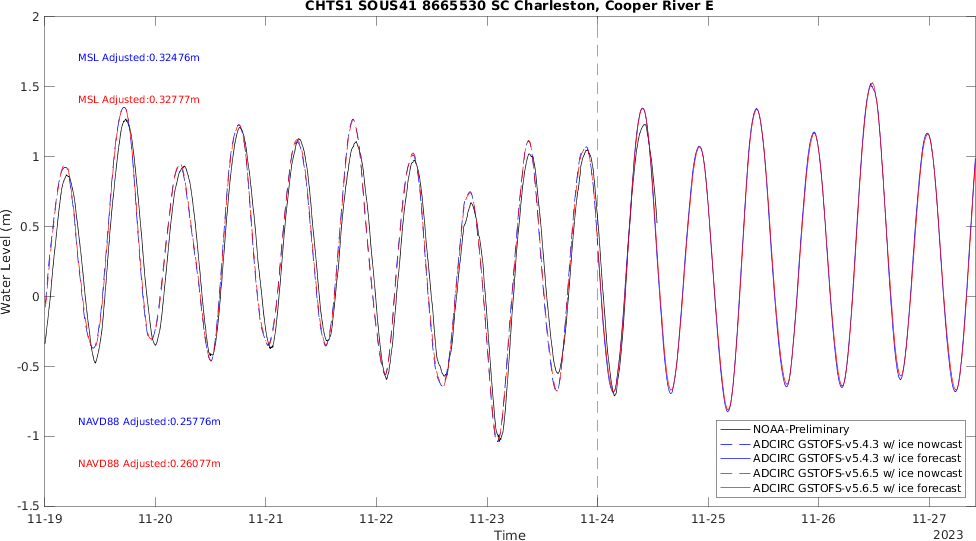 CHTS1 SOUS41 8665530 SC Charleston, Cooper River E
2
1.5
1
0.5
0
-0.5
-1
-1.5
Water Level (m)
MSL Adjusted:0.32476m
MSL Adjusted:0.32777m
NAVD88 Adjusted:0.25776m
NAVD88 Adjusted:0.26077m
NOAA-Preliminary
ADCIRC GSTOFS-v5.4.3 w/ ice nowcast
ADCIRC GSTOFS-v5.4.3 w/ ice forecast
ADCIRC GSTOFS-v5.6.5 w/ ice nowcast
ADCIRC GSTOFS-v5.6.5 w/ ice forecast
11-19 11-20 11-21 11-22 11-23 11-24 11-25 11-26 11-27
Time
2023